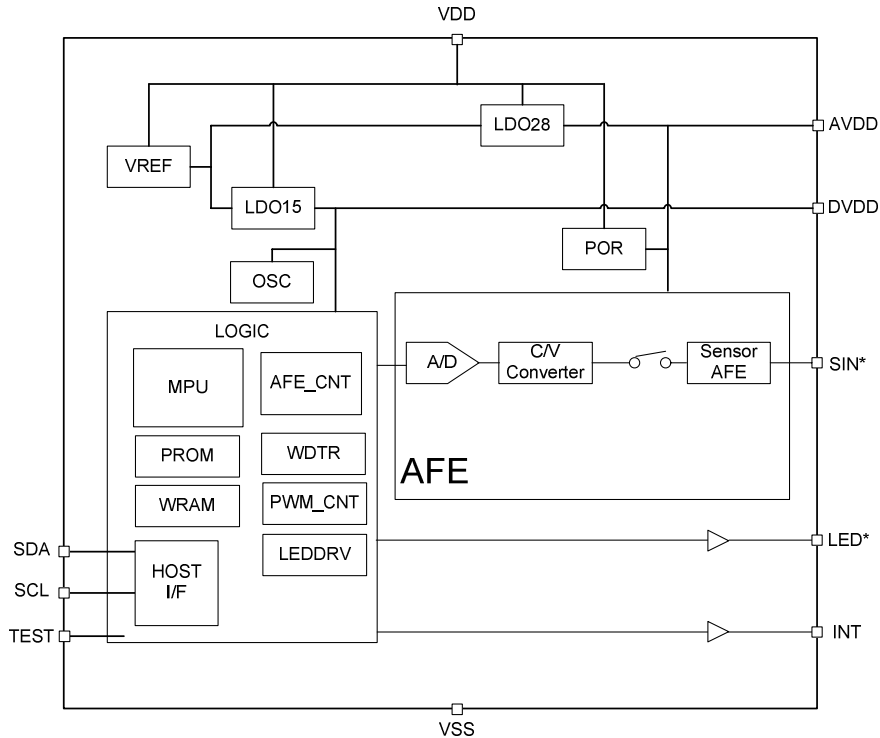 VDD
LDO28
AVDD
VREF
LDO15
DVDD
POR
OSC
LOGIC
MPU
AFE_CNT
A/D
C/V
Converter
Sensor
AFE
SIN*
PROM
WDTR
AFE
WRAM
PWM_CNT
SDA
HOST
I/F
LEDDRV
LED*
SCL
TEST
INT
VSS